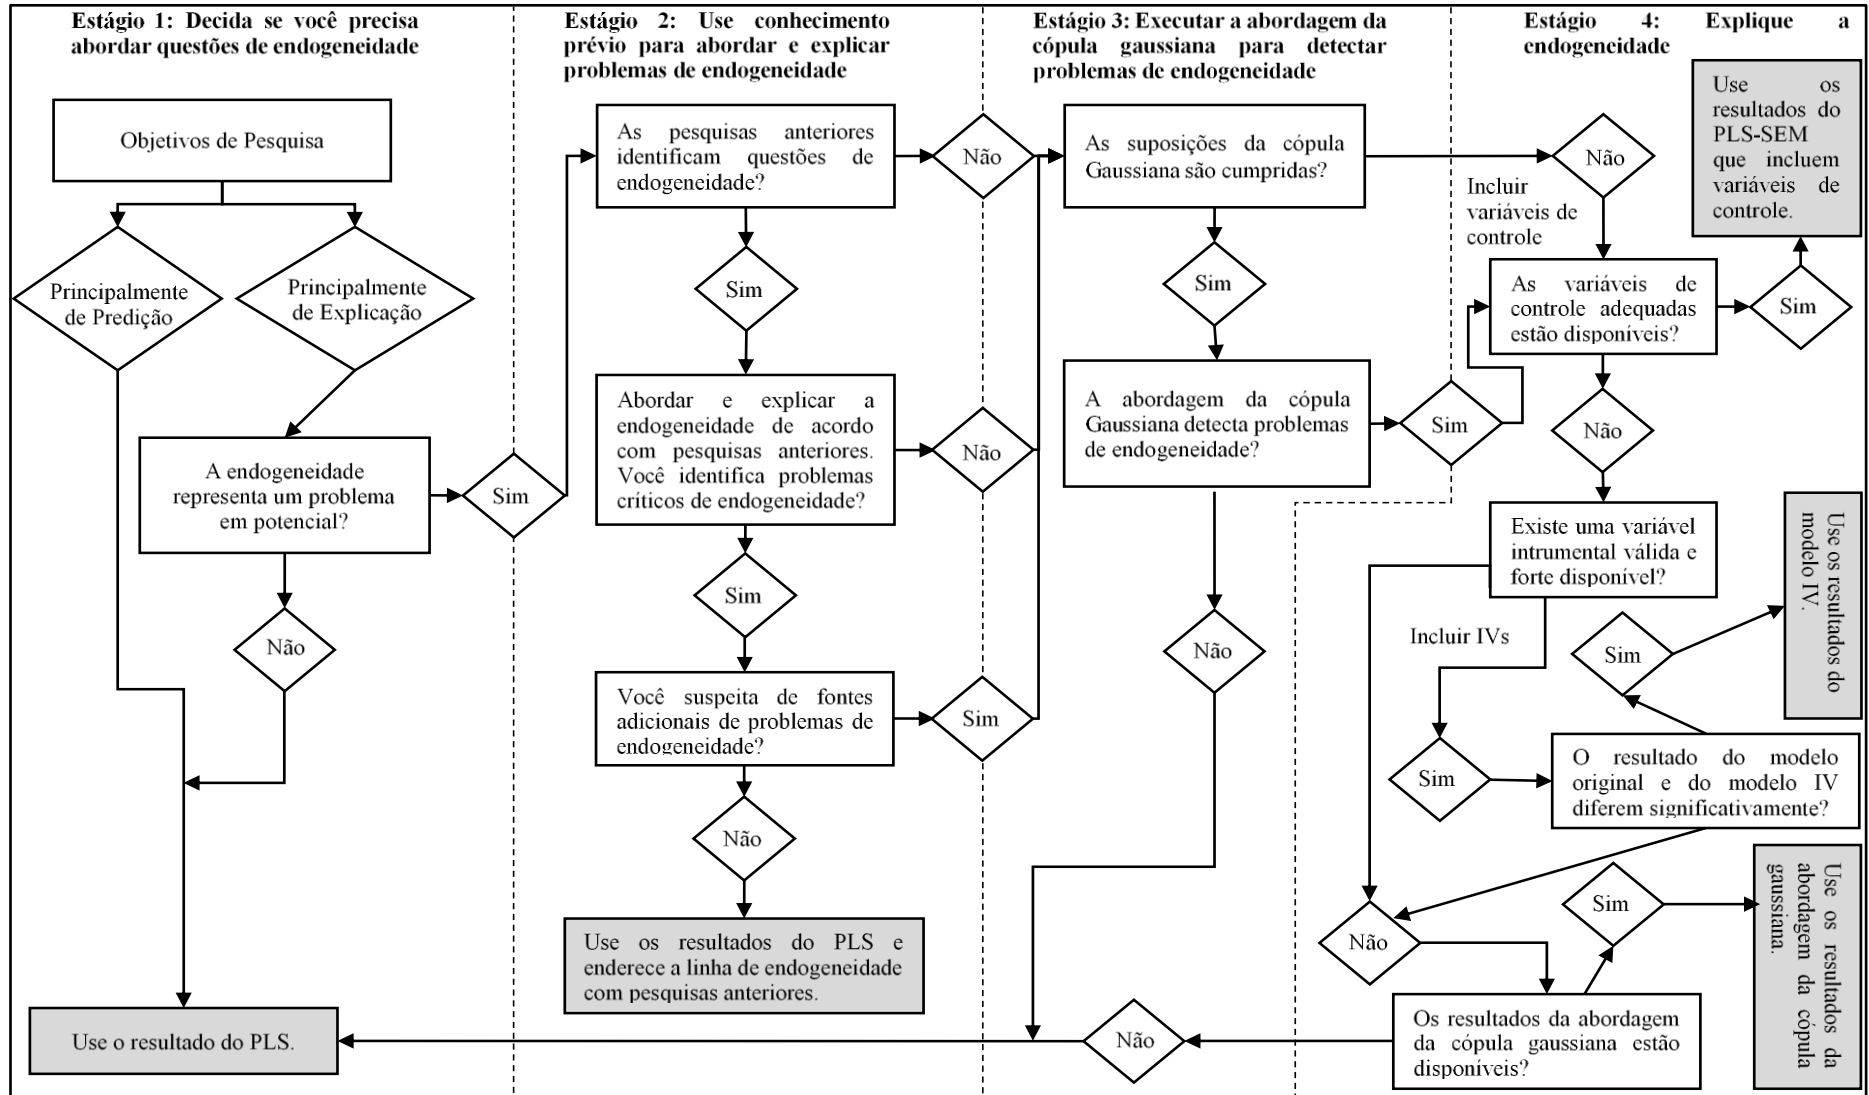 Estágio 1: Decida se você precisa
abordar questões de endogeneidade
Objetivos de Pesquisa
Principalmente
de Predição
Principalmente
de Explicação
A endogeneidade
representa um problema
em potencial?
Sim
Não
Use o resultado do PLS.
Estágio 2: Use conhecimento
prévio para abordar e explicar
problemas de endogeneidade
As pesquisas anteriores
identificam questões de
endogeneidade?
Não
Sim
Abordar e explicar a
endogeneidade de acordo
com pesquisas anteriores.
Você identifica problemas
críticos de endogeneidade?
Não
Sim
Você suspeita de fontes
adicionais de problemas de
endogeneidade?
Sim
Não
Use os resultados do PLS e
enderece a linha de endogeneidade
com pesquisas anteriores.
Estágio 3: Executar a abordagem da
cópula gaussiana para detectar
problemas de endogeneidade
As suposições da cópula
Gaussiana são cumpridas?
Sim
A abordagem da cópula
Gaussiana detecta problemas
de endogeneidade?
Sim
Não
Não
Estágio 4: Explique a
endogeneidade
Não
Incluir
variáveis de
controle
Use os
resultados do
PLS-SEM
que incluem
variáveis de
controle.
As variáveis de
controle adequadas
estão disponíveis?
Sim
Não
Existe uma variável
intrumental válida e
forte disponível?
Use os resultados do
modelo IV.
Incluir IVs
Sim
Sim
O resultado do modelo
original e do modelo IV
diferem significativamente?
Não
Sim
Use os resultados da
abordagem da cópula
gaussiana.
Os resultados da abordagem
da cópula gaussiana estão
disponíveis?